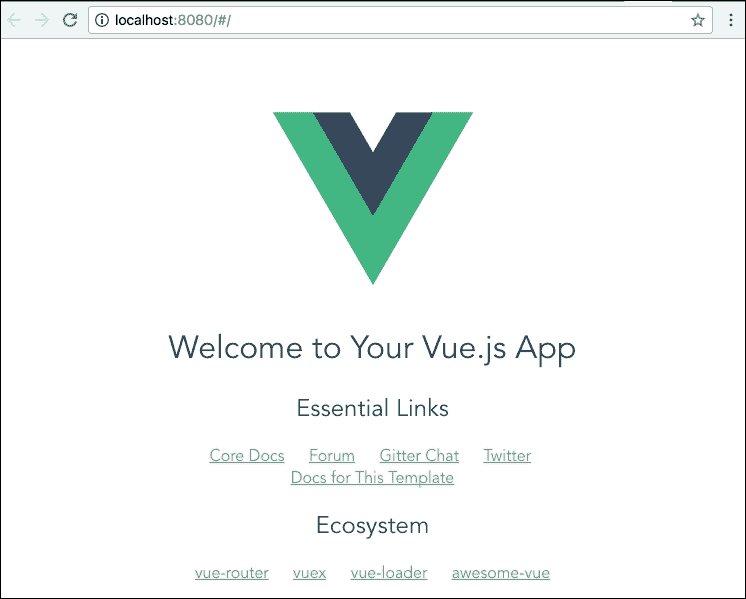 localhost:8080/#/
Welcome to Your Vue.js App
Essential Links
Core Docs Forum Gitter Chat Twitter
Docs for This Template
Ecosystem
vue-router vuex vue-loader awesome-vue